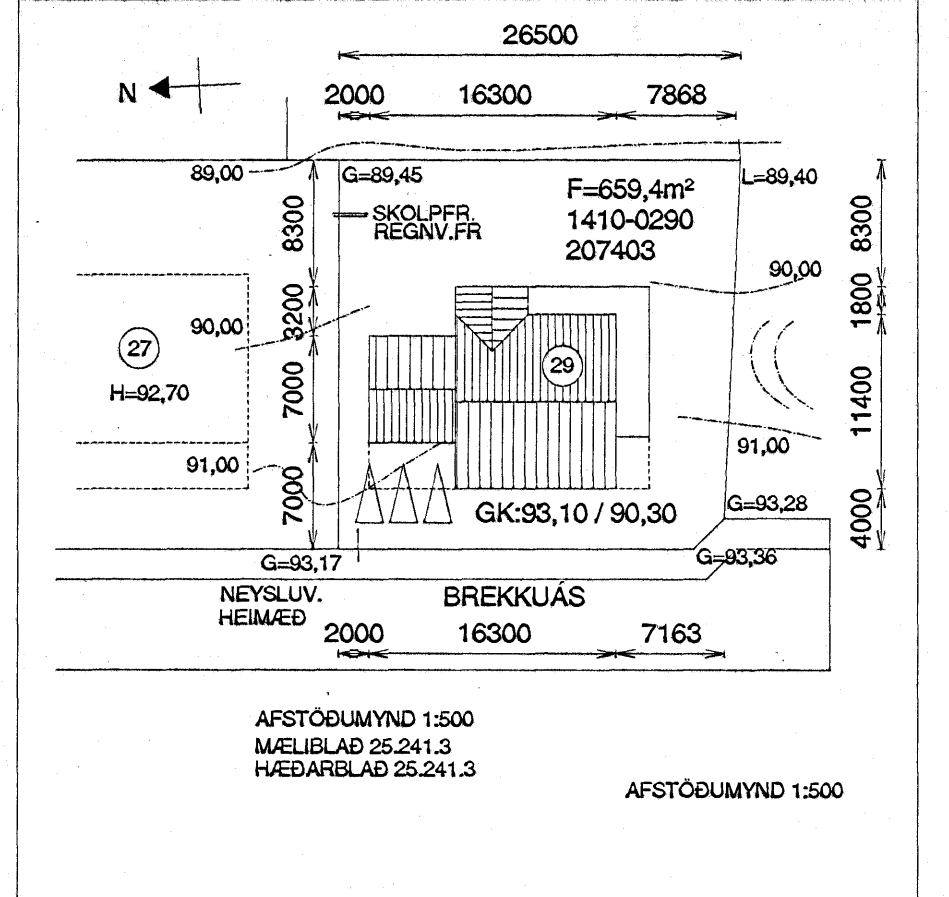 26500
N
2000 16300 7868
89,00
G=89,45
L=89,40
F=659,4m²
1410-0290
207403
SKOLPFR.
REGNV.FR
8300
8300
90,00
3200
1800
90,00
27
H=92,70
29
7000
11400
91,00
91,00
7000
4000
GK:93,10 / 90,30
G=93,28
G=93,17
G=93,36
NEYSLUV.
HEIMÆÐ
BREKKUÁS
2000 16300 7163
AFSTÖÐUMYND 1:500
MÆLIBLAÐ 25.241.3
HÆÐARBLAÐ 25.241.3
AFSTÖÐUMYND 1:500